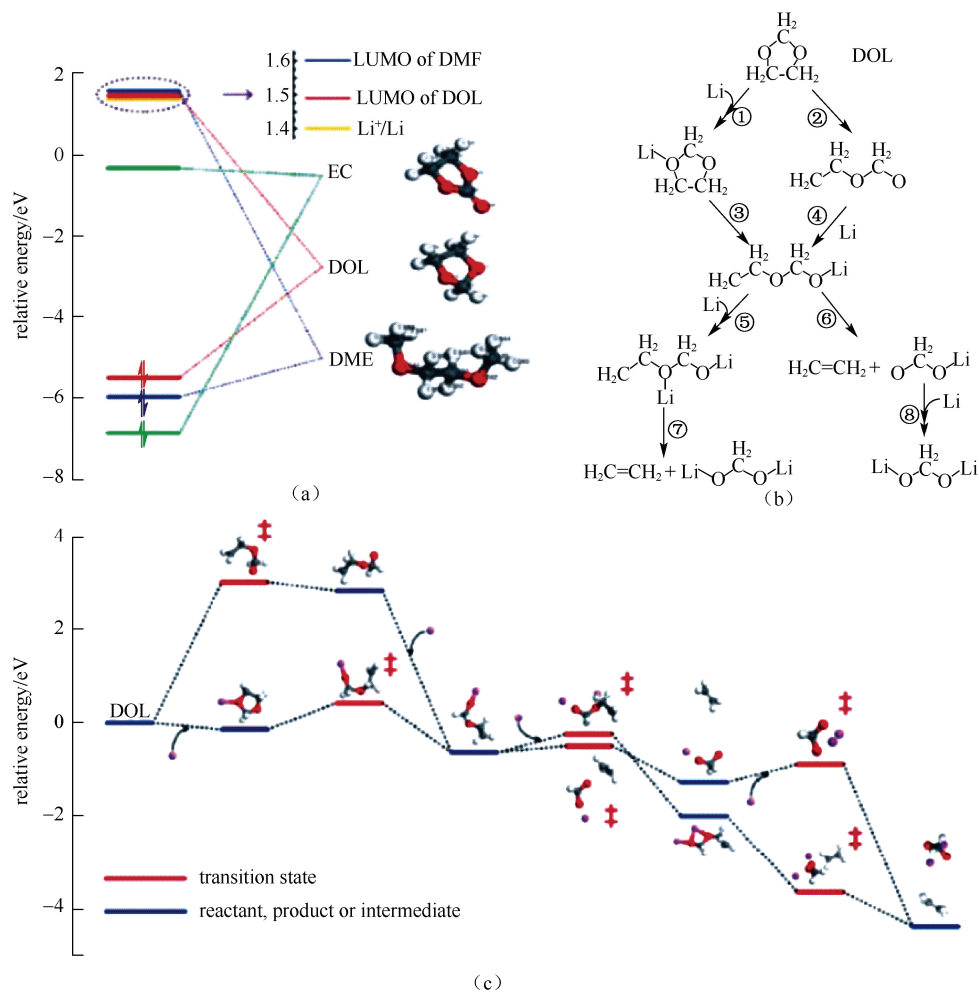 relative energy/eV
2
0
−2
−4
−6
−8
1.6
1.5
1.4
LUMO of DMF
LUMO of DOL
Li⁺/Li
EC
DOL
DME
(a)
H₂
C
O O
H₂C-CH₂
DOL
Li
①
②
H₂
C
Li
O O
H₂C-CH₂
H₂ H₂
C C
H₂C O O
③
④
Li
H₂ H₂
C C Li
H₂C O O
Li
⑤
⑥
H₂ H₂
C C Li
H₂C O O
Li
H₂
H₂C=CH₂ + C Li
O O
⑦
⑧
Li
H₂
H₂C=CH₂ + Li C Li
O O
H₂
Li C Li
O O
(b)
relative energy/eV
4
2
0
−2
−4
DOL
‡
‡
‡
‡
‡
‡
transition state
reactant, product or intermediate
(c)